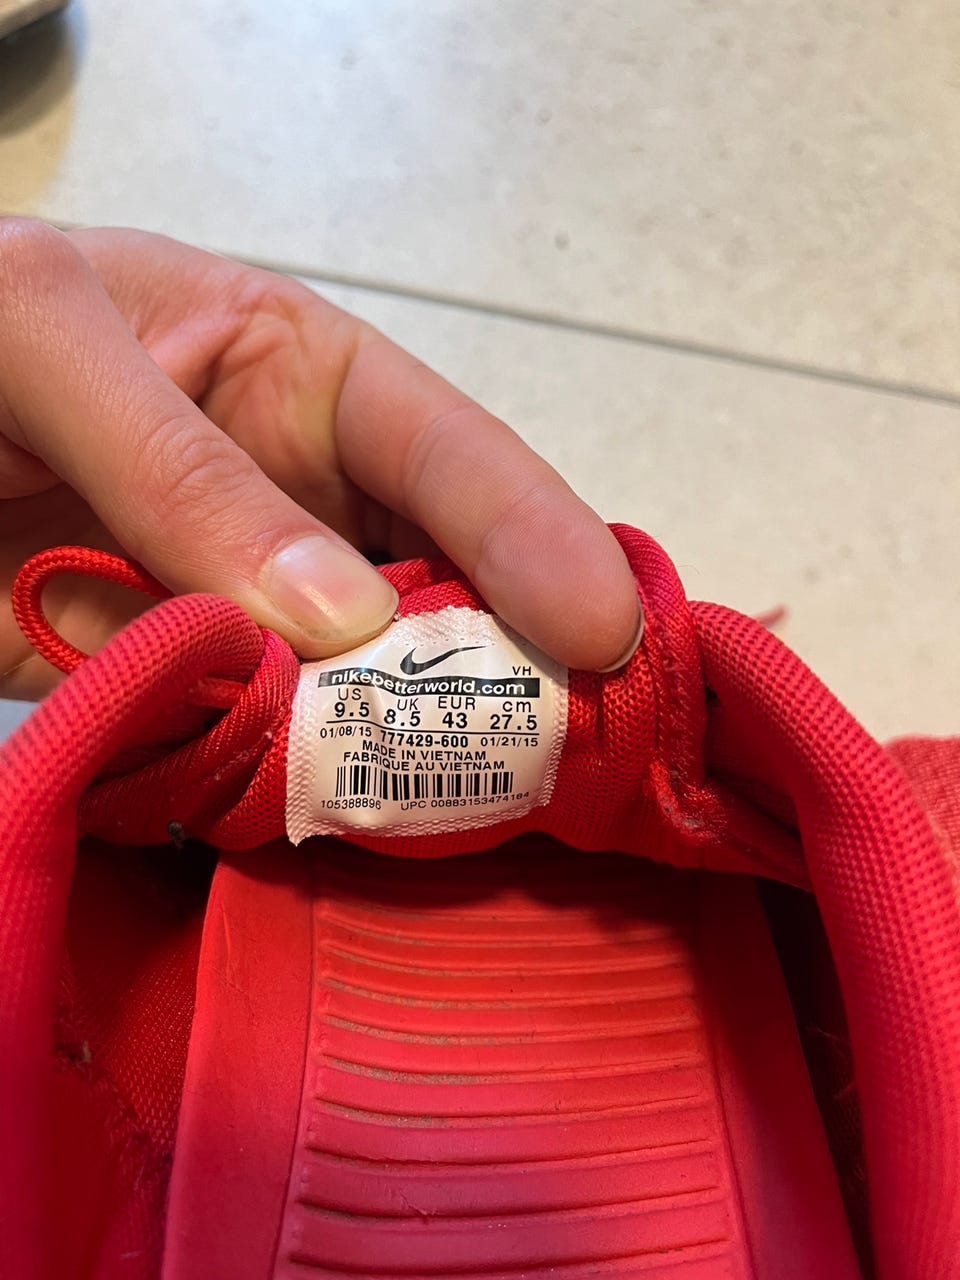 VH
nikebetterworld.com
US UK EUR cm
9.5 8.5 43 27.5
01/08/15 777429-600 01/21/15
MADE IN VIETNAM
FABRIQUE AU VIETNAM
105388896 UPC 00883153474184